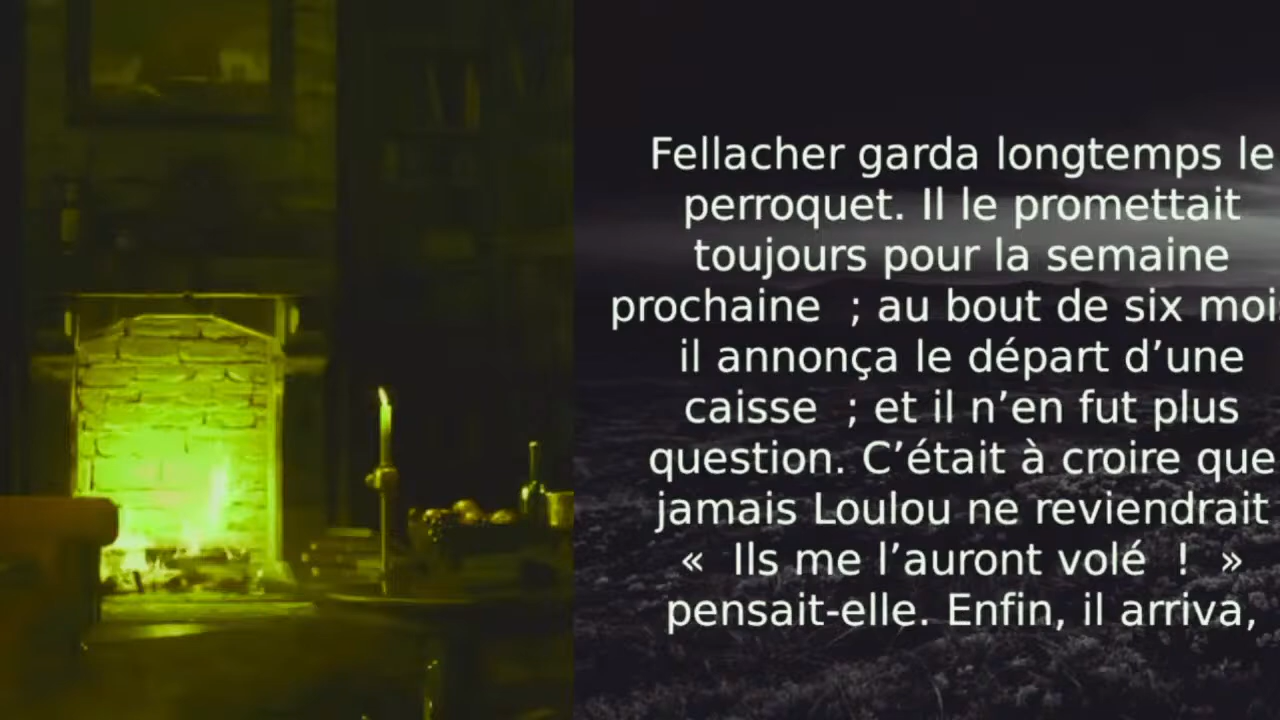 Fellacher garda longtemps le
perroquet. Il le promettait
toujours pour la semaine
prochaine  ; au bout de six mois
il annonça le départ d’une
caisse  ; et il n’en fut plus
question. C’était à croire que
jamais Loulou ne reviendrait
«  Ils me l’auront volé  !  »
pensait-elle. Enfin, il arriva,